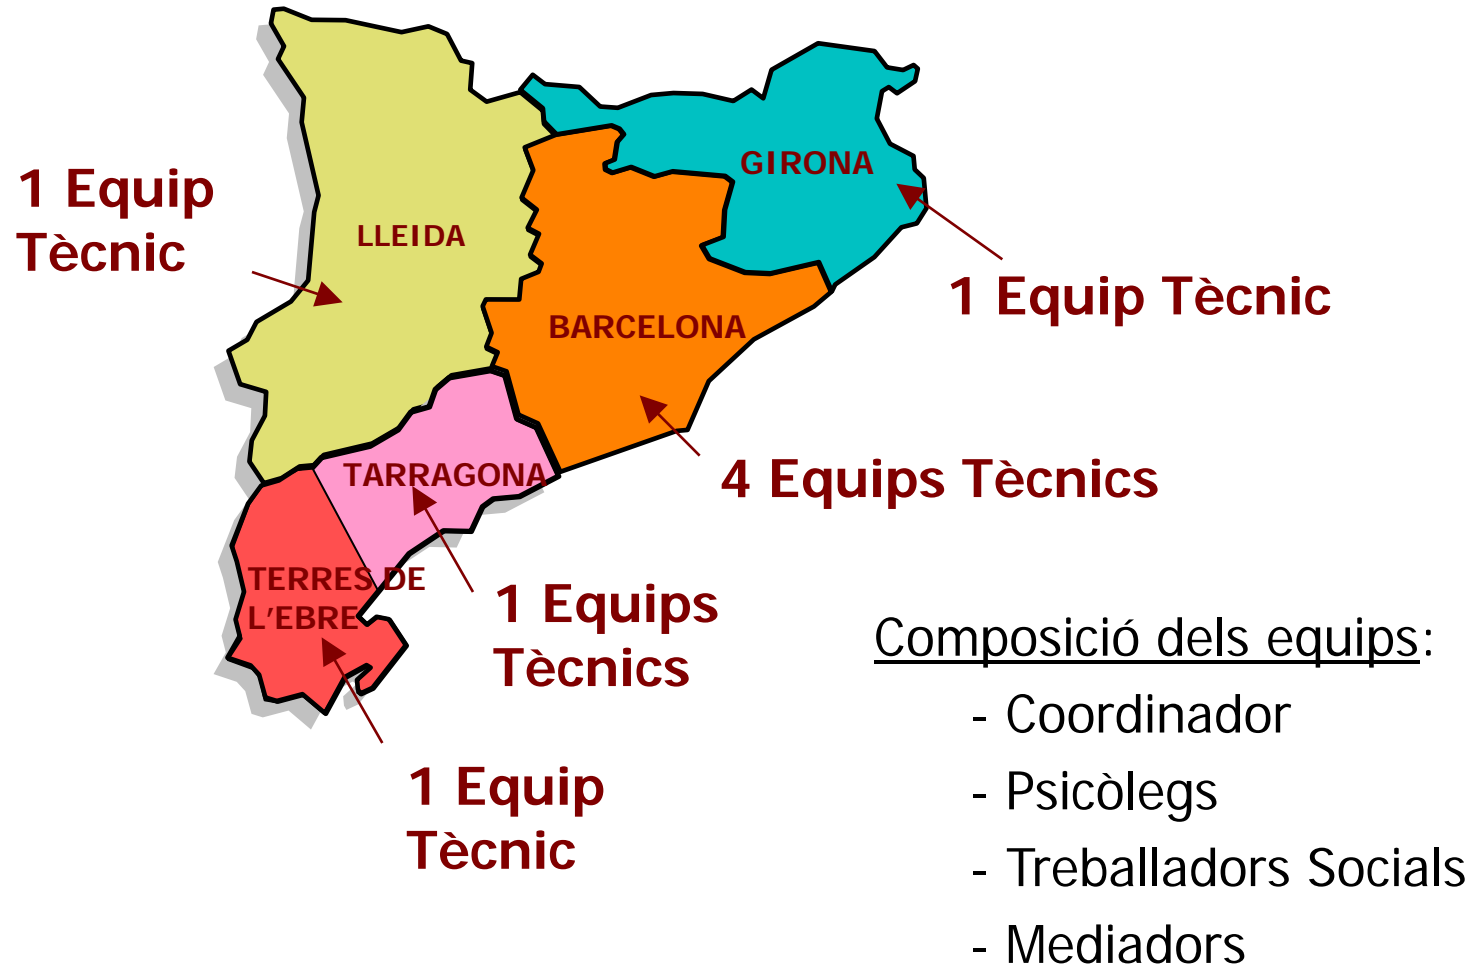 GIRONA
1 Equip
Tècnic
LLEIDA
1 Equip Tècnic
BARCELONA
4 Equips Tècnics
TARRAGONA
TERRES DE
L'EBRE
1 Equips
Tècnics
1 Equip
Tècnic
Composició dels equips:
- Coordinador
- Psicòlegs
- Treballadors Socials
- Mediadors